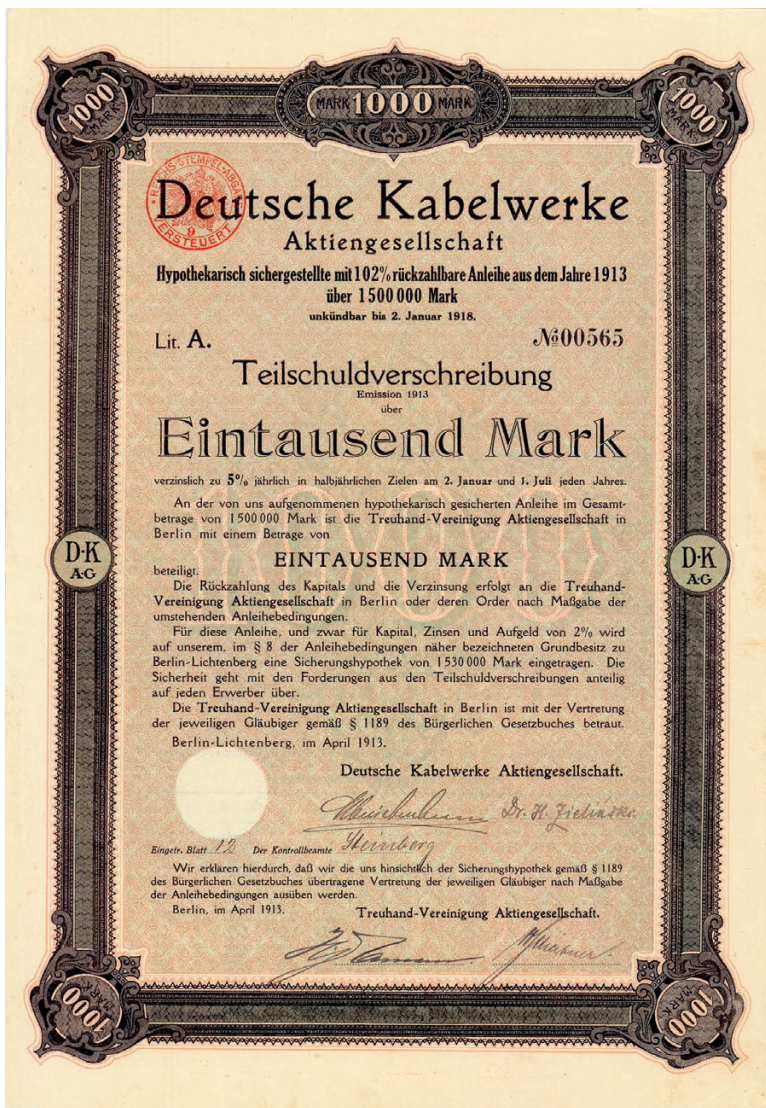 MARK 1000 MARK
1000 MARK
1000 MARK
REICHS-STEMPEL-ABGABE
9
VERSTEUERT
Deutsche Kabelwerke
Aktiengesellschaft
Hypothekarisch sichergestellte mit 102% rückzahlbare Anleihe aus dem Jahre 1913
über 1500000 Mark
unkündbar bis 2. Januar 1918.
Lit. A. №00565
Teilschuldverschreibung
Emission 1913
über
Eintausend Mark
verzinslich zu 5% jährlich in halbjährlichen Zielen am 2. Januar und 1. Juli jeden Jahres.
An der von uns aufgenommenen hypothekarisch gesicherten Anleihe im Gesamt-
betrage von 1500000 Mark ist die Treuhand-Vereinigung Aktiengesellschaft in
Berlin mit einem Betrage von
EINTAUSEND MARK
beteiligt.
D·K
A·G
D·K
A·G
Die Rückzahlung des Kapitals und die Verzinsung erfolgt an die Treuhand-
Vereinigung Aktiengesellschaft in Berlin oder deren Order nach Maßgabe der
umstehenden Anleihebedingungen.
Für diese Anleihe, und zwar für Kapital, Zinsen und Aufgeld von 2% wird
auf unserem, im § 8 der Anleihebedingungen näher bezeichneten Grundbesitz zu
Berlin-Lichtenberg eine Sicherungshypothek von 1530000 Mark eingetragen. Die
Sicherheit geht mit den Forderungen aus den Teilschuldverschreibungen anteilig
auf jeden Erwerber über.
Die Treuhand-Vereinigung Aktiengesellschaft in Berlin ist mit der Vertretung
der jeweiligen Gläubiger gemäß § 1189 des Bürgerlichen Gesetzbuches betraut.
Berlin-Lichtenberg, im April 1913.
Deutsche Kabelwerke Aktiengesellschaft.
Dr. H. Zielinski.
Eingetr. Blatt 12 Der Kontrollbeamte Steinberg
Wir erklären hierdurch, daß wir die uns hinsichtlich der Sicherungshypothek gemäß § 1189
des Bürgerlichen Gesetzbuches übertragene Vertretung der jeweiligen Gläubiger nach Maßgabe
der Anleihebedingungen ausüben werden.
Berlin, im April 1913.
Treuhand-Vereinigung Aktiengesellschaft.
1000 MARK
1000 MARK